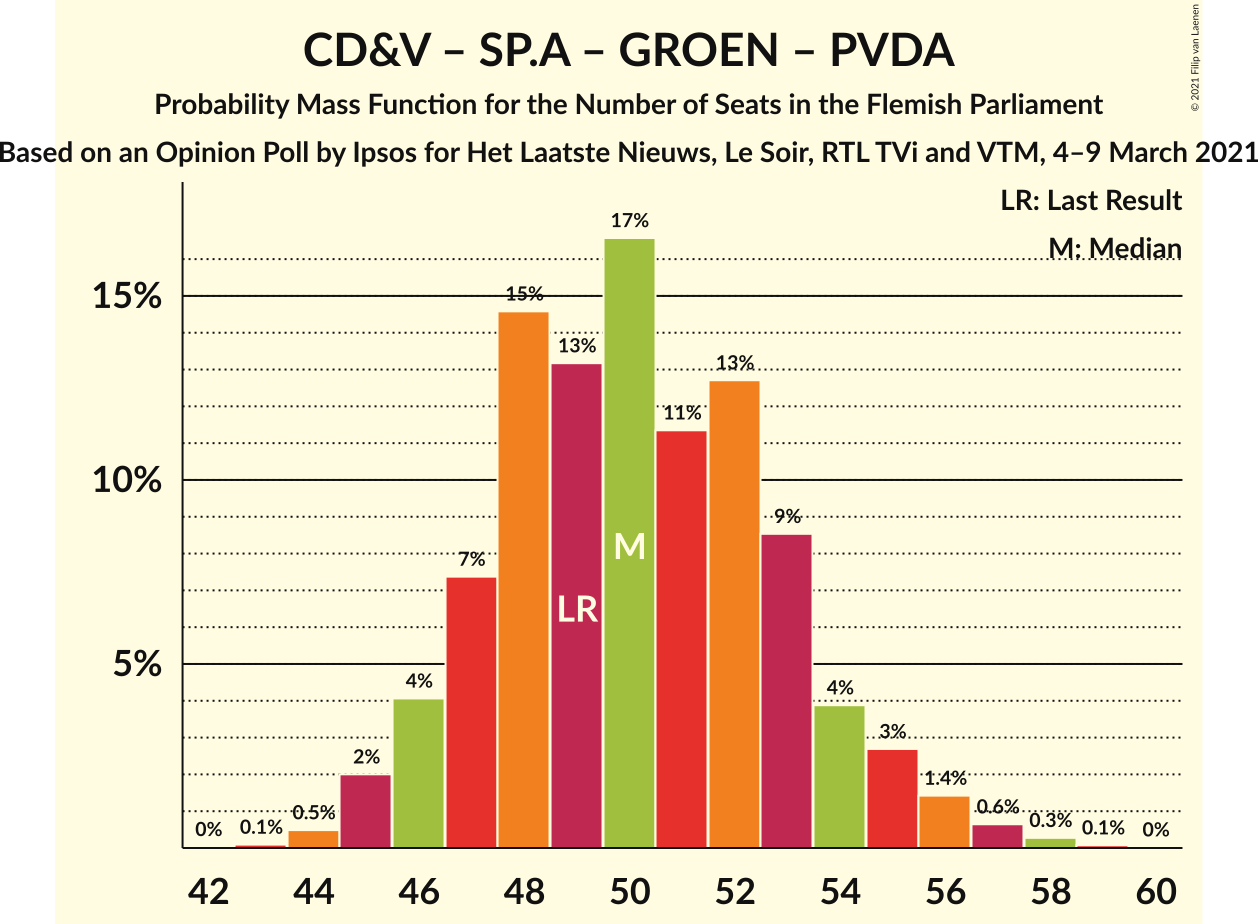 CD&V – SP.A – GROEN – PVDA
Probability Mass Function for the Number of Seats in the Flemish Parliament
Based on an Opinion Poll by Ipsos for Het Laatste Nieuws, Le Soir, RTL TVi and VTM, 4–9 March 2021
© 2021 Filip van Laenen
LR: Last Result
M: Median
15%
10%
5%
0%
0.1%
0.5%
2%
4%
7%
15%
13%
17%
11%
13%
9%
4%
3%
1.4%
0.6%
0.3%
0.1%
0%
LR
M
42 44 46 48 50 52 54 56 58 60